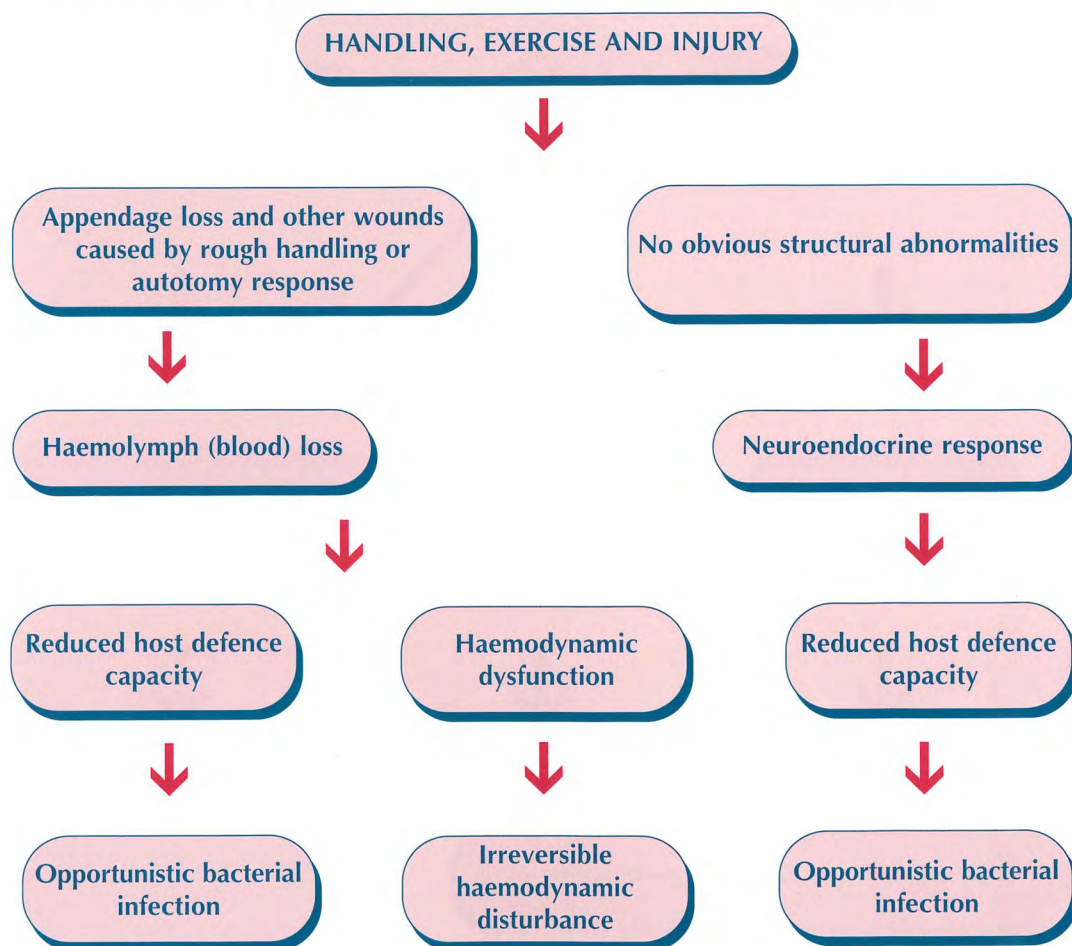 HANDLING, EXERCISE AND INJURY
Appendage loss and other wounds
caused by rough handling or
autotomy response
No obvious structural abnormalities
Haemolymph (blood) loss
Neuroendocrine response
Reduced host defence
capacity
Haemodynamic
dysfunction
Reduced host defence
capacity
Opportunistic bacterial
infection
Irreversible
haemodynamic
disturbance
Opportunistic bacterial
infection